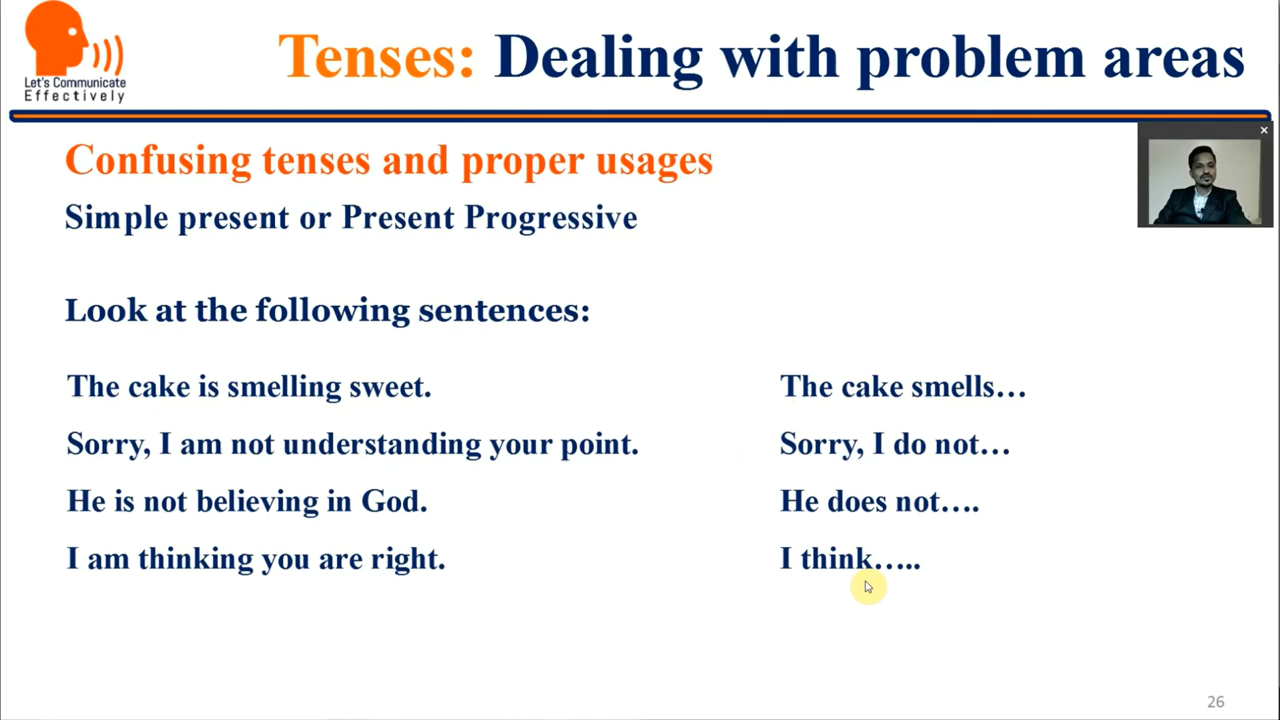 Let's Communicate
Effectively
Tenses: Dealing with problem areas
Confusing tenses and proper usages
Simple present or Present Progressive
Look at the following sentences:
The cake is smelling sweet.
The cake smells…
Sorry, I am not understanding your point.
Sorry, I do not…
He is not believing in God.
He does not….
I am thinking you are right.
I think…..
26